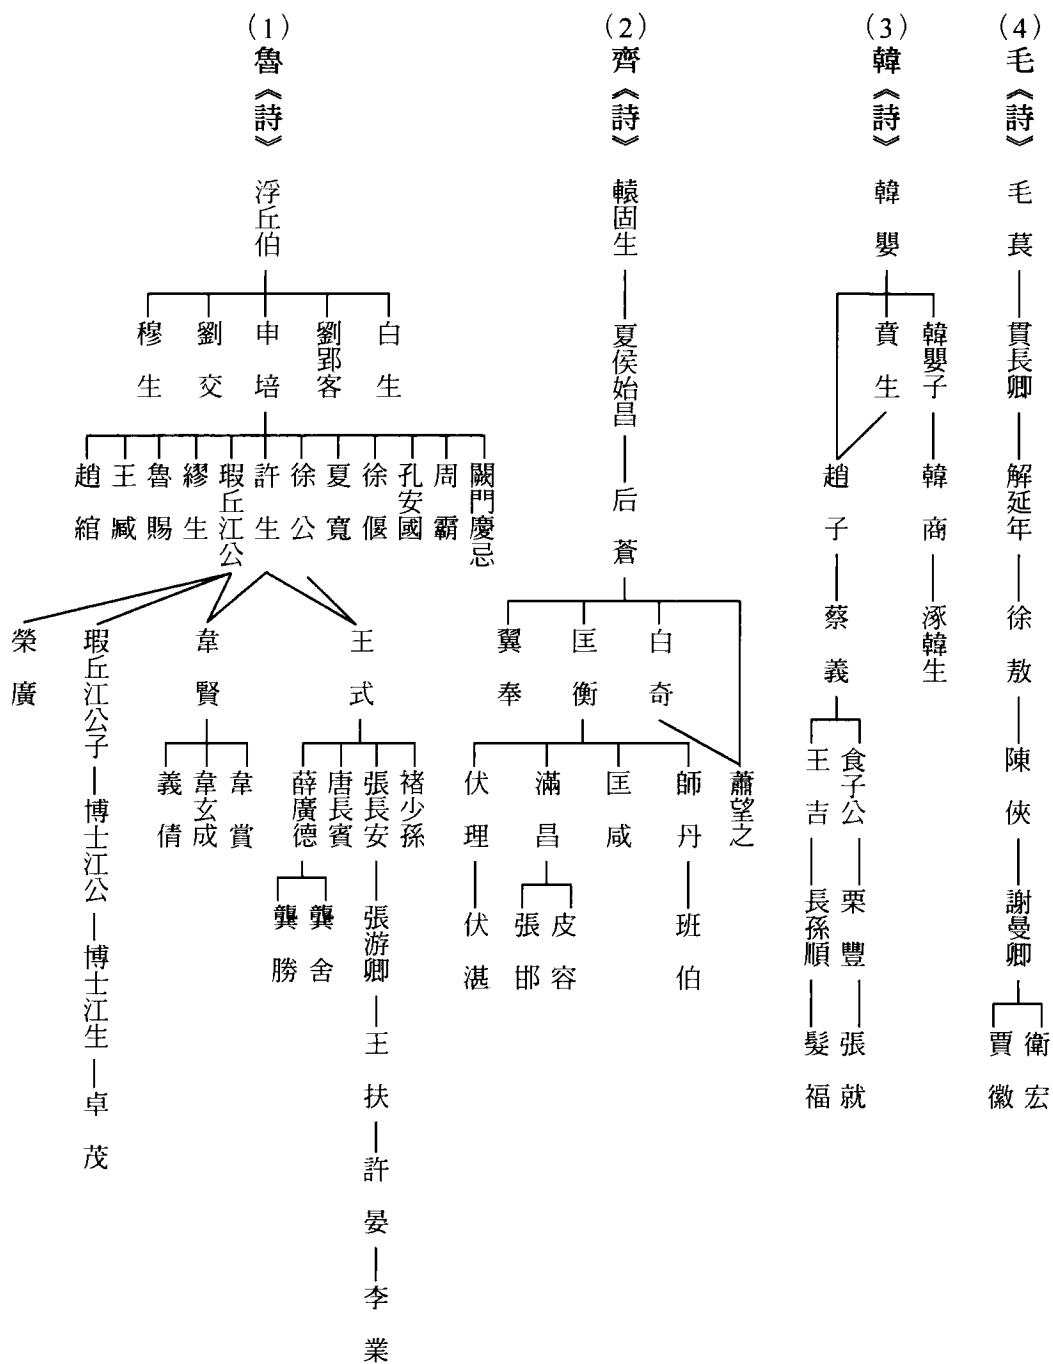 (1)
魯《詩》
浮丘伯
穆生
劉交
申培
劉郢客
白生
趙綰
王臧
魯賜
繆生
瑕丘江公
許生
徐公
夏寬
徐偃
孔安國
周霸
闕門慶忌
榮廣
瑕丘江公子
博士江公
博士江生
卓茂
韋賢
義倩
韋玄成
韋賞
王式
薛廣德
唐長賓
張長安
褚少孫
龔勝
龔舍
張游卿
王扶
許晏
李業
(2)
齊《詩》
轅固生
夏侯始昌
后蒼
翼奉
匡衡
白奇
蕭望之
伏理
滿昌
匡咸
師丹
伏湛
張邯
皮容
班伯
(3)
韓《詩》
韓嬰
賁生
韓嬰子
趙子
韓商
涿韓生
蔡義
王吉
食子公
長孫順
栗豐
髮福
張就
(4)
毛《詩》
毛萇
貫長卿
解延年
徐敖
陳俠
謝曼卿
賈徽
衛宏